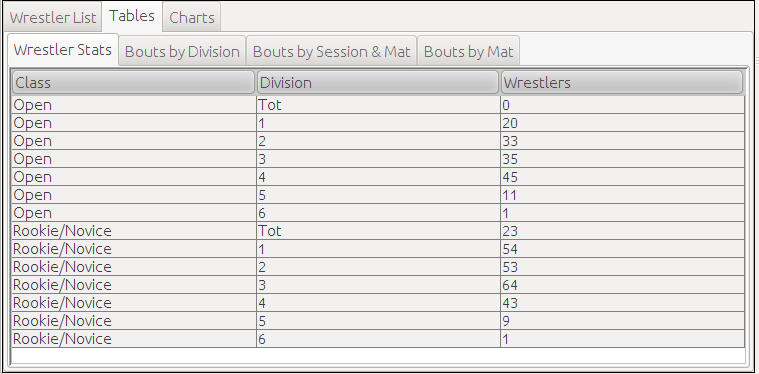 Wrestler List Tables Charts
Wrestler Stats Bouts by Division Bouts by Session & Mat Bouts by Mat
Class Division Wrestlers
Open Tot 0
Open 1 20
Open 2 33
Open 3 35
Open 4 45
Open 5 11
Open 6 1
Rookie/Novice Tot 23
Rookie/Novice 1 54
Rookie/Novice 2 53
Rookie/Novice 3 64
Rookie/Novice 4 43
Rookie/Novice 5 9
Rookie/Novice 6 1